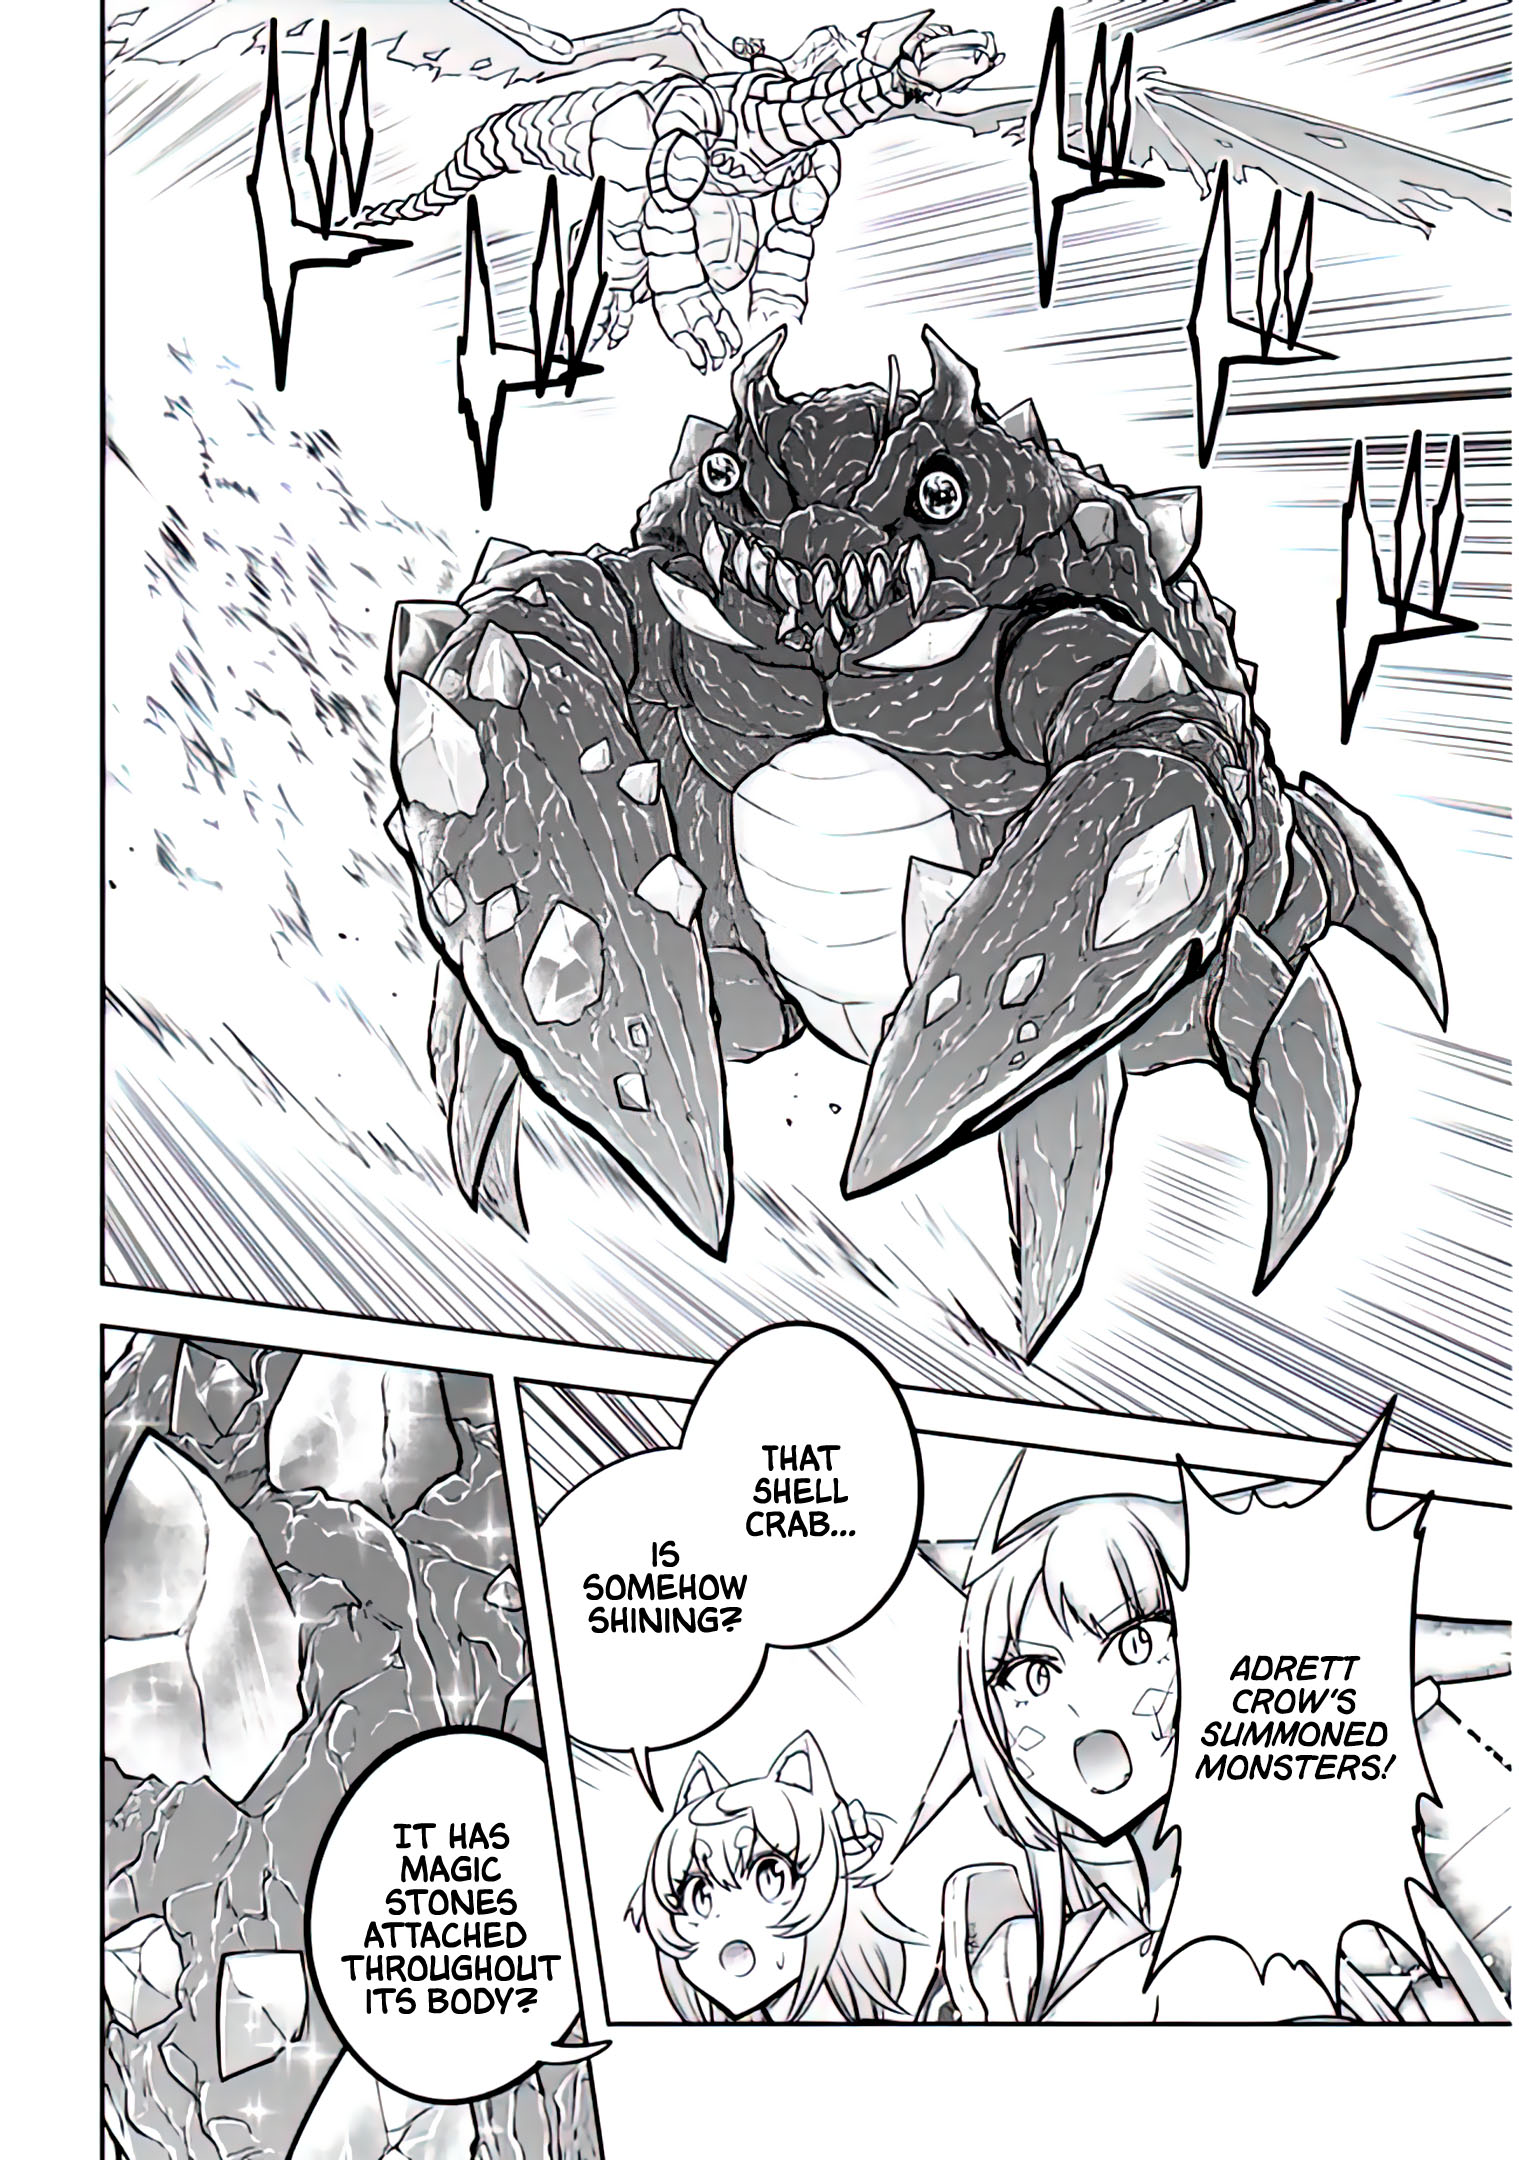 ADRETT
CROW'S
SUMMONED
MONSTERS!
THAT
SHELL
CRAB...
IS
SOMEHOW
SHINING?
IT HAS
MAGIC
STONES
ATTACHED
THROUGHOUT
ITS BODY?